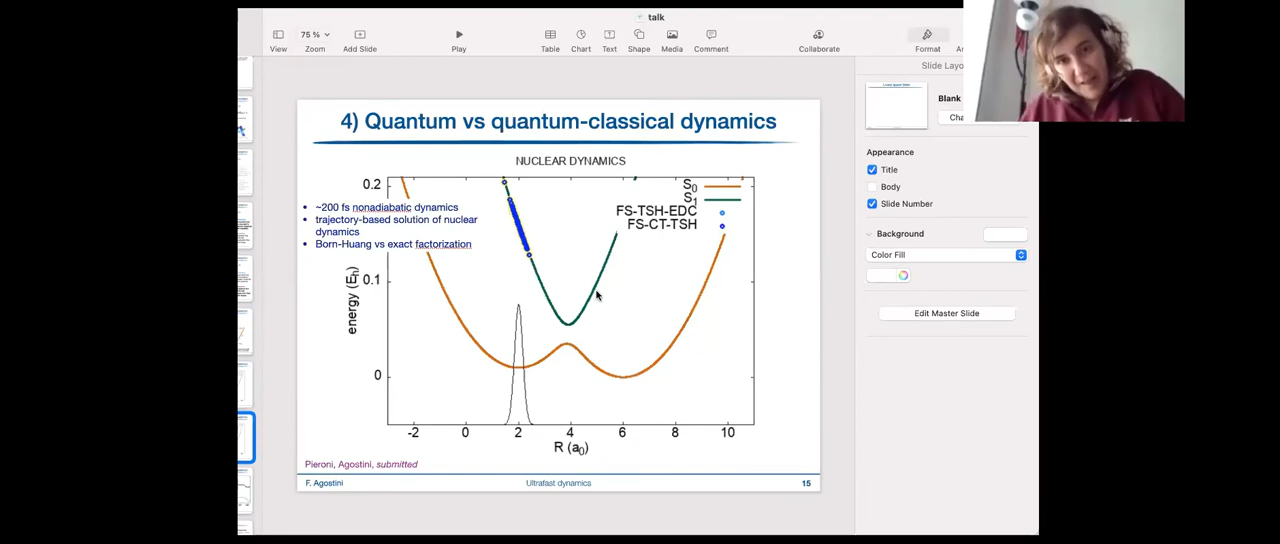 talk
View
75 %
Zoom
Add Slide
Play
Table
Chart
Text
Shape
Media
Comment
Collaborate
Format
Slide
Blank
Appearance
Title
Body
Slide Number
Background
Color Fill
Edit Master Slide
4) Quantum vs quantum-classical dynamics
NUCLEAR DYNAMICS
0.2
S0
S1
FS-TSH-EDC
FS-CT-TSH
• ~200 fs nonadiabatic dynamics
• trajectory-based solution of nuclear
dynamics
• Born-Huang vs exact factorization
0.1
energy (Eh)
0
-2 0 2 4 6 8 10
R (a0)
Pieroni, Agostini, submitted
F. Agostini
Ultrafast dynamics
15